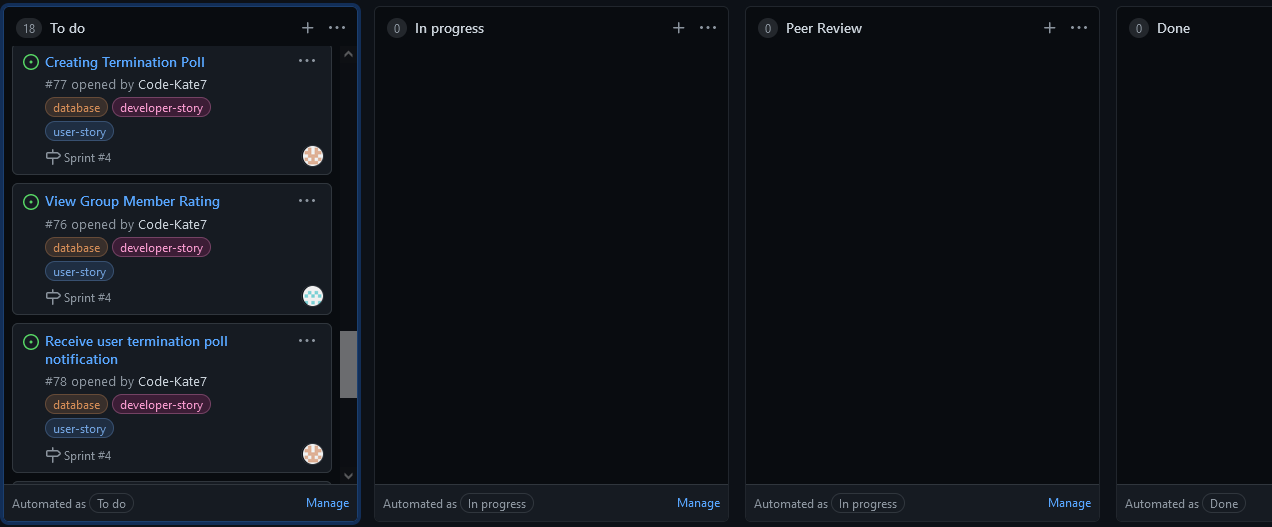 18 To do
Creating Termination Poll
#77 opened by Code-Kate7
database developer-story
user-story
Sprint #4
View Group Member Rating
#76 opened by Code-Kate7
database developer-story
user-story
Sprint #4
Receive user termination poll
notification
#78 opened by Code-Kate7
database developer-story
user-story
Sprint #4
Automated as To do Manage
0 In progress
Automated as In progress Manage
0 Peer Review
Automated as In progress Manage
0 Done
Automated as Done